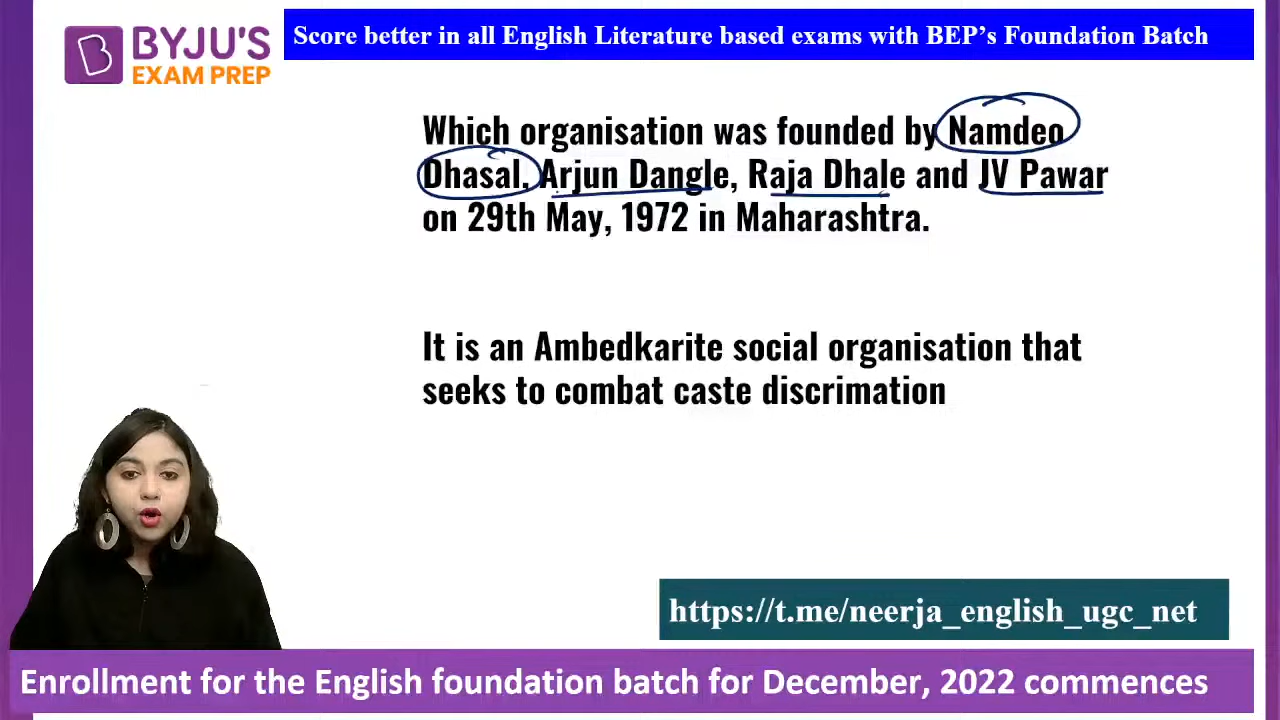 BYJU'S
EXAM PREP
Score better in all English Literature based exams with BEP’s Foundation Batch
Which organisation was founded by Namdeo
Dhasal, Arjun Dangle, Raja Dhale and JV Pawar
on 29th May, 1972 in Maharashtra.
It is an Ambedkarite social organisation that
seeks to combat caste discrimation
https://t.me/neerja_english_ugc_net
Enrollment for the English foundation batch for December, 2022 commences